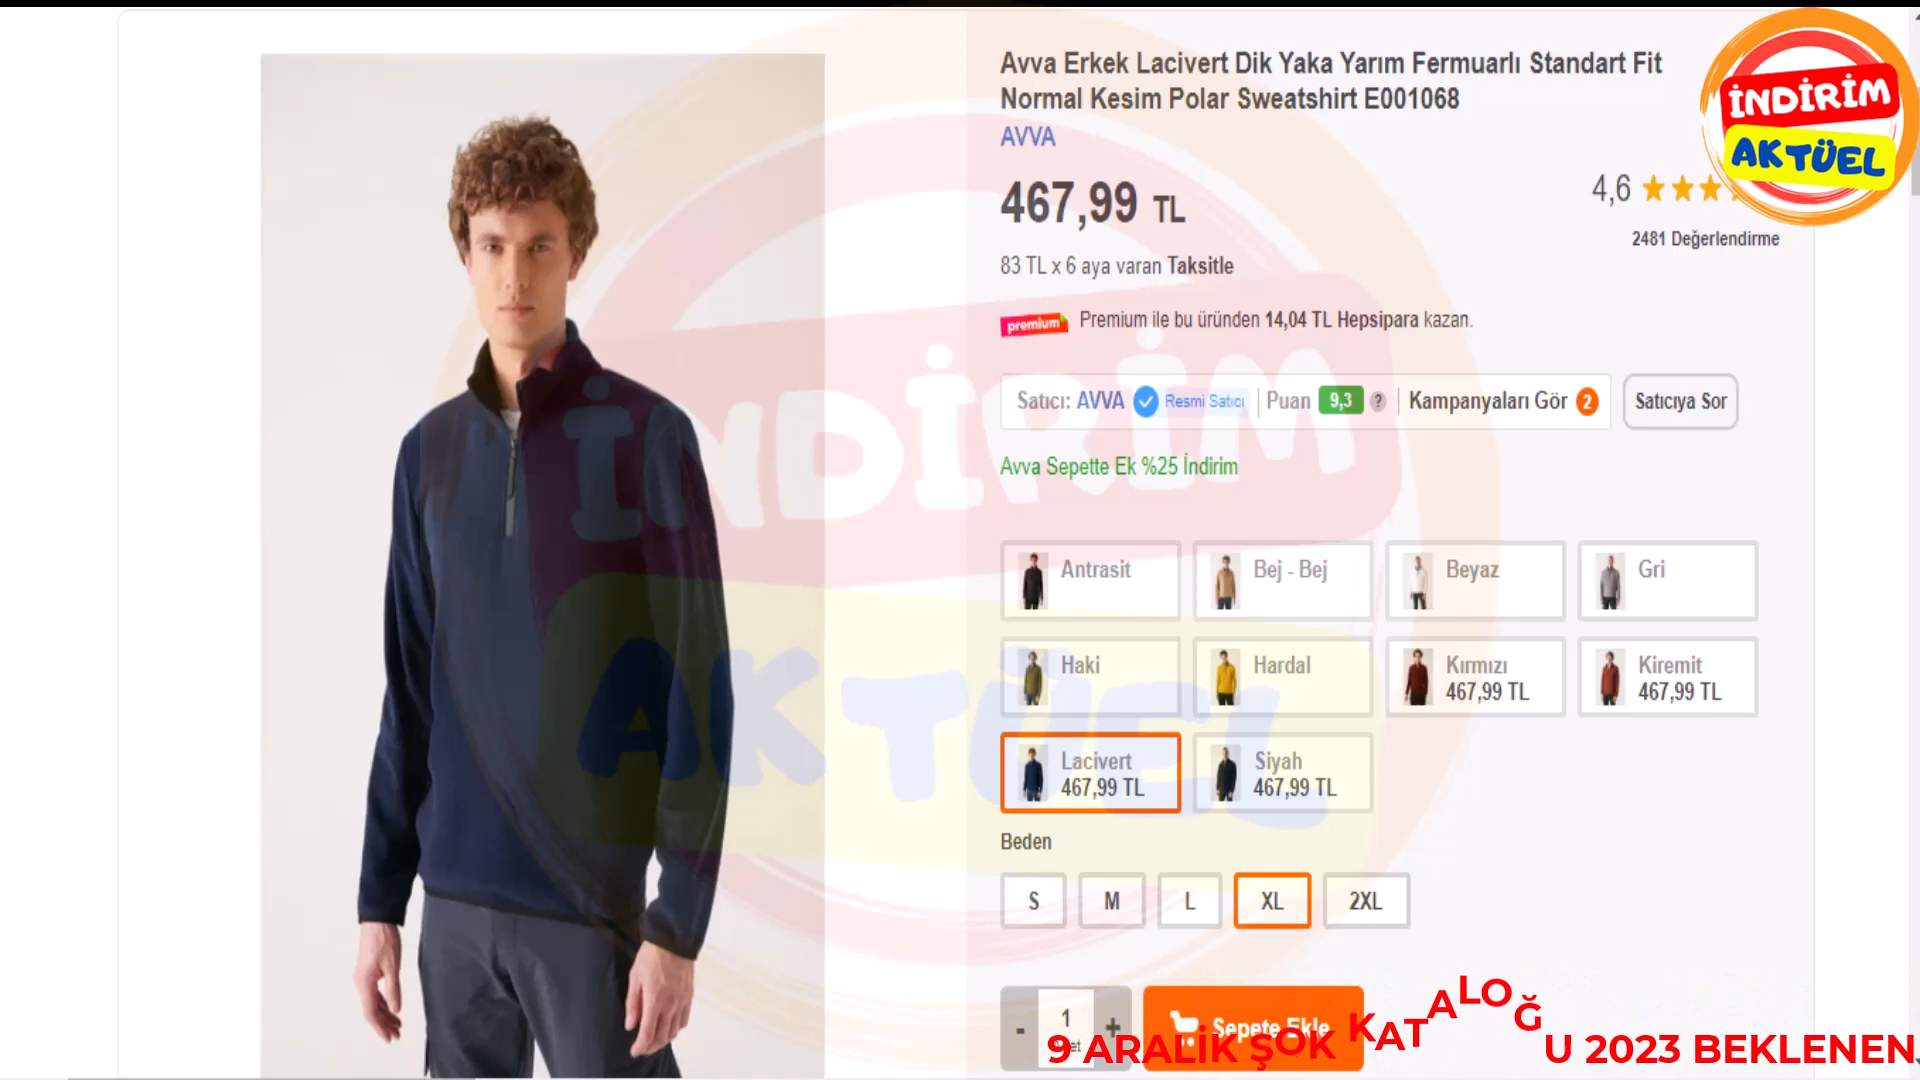 Avva Erkek Lacivert Dik Yaka Yarım Fermuarlı Standart Fit
Normal Kesim Polar Sweatshirt E001068
AVVA
İNDİRİM
AKTÜEL
467,99 TL
4,6
2481 Değerlendirme
83 TL x 6 aya varan Taksitle
premium Premium ile bu üründen 14,04 TL Hepsipara kazan.
Satıcı: AVVA Resmi Satıcı Puan 9,3 ? Kampanyaları Gör 2 Satıcıya Sor
Avva Sepette Ek %25 İndirim
İNDİRİM
AKTÜEL
Antrasit Bej - Bej Beyaz Gri
Haki Hardal Kırmızı Kiremit
467,99 TL 467,99 TL
Lacivert Siyah
467,99 TL 467,99 TL
Beden
S M L XL 2XL
- 1 + Sepete Ekle
9 ARALİK ŞOK KATALOĞU 2023 BEKLENEN